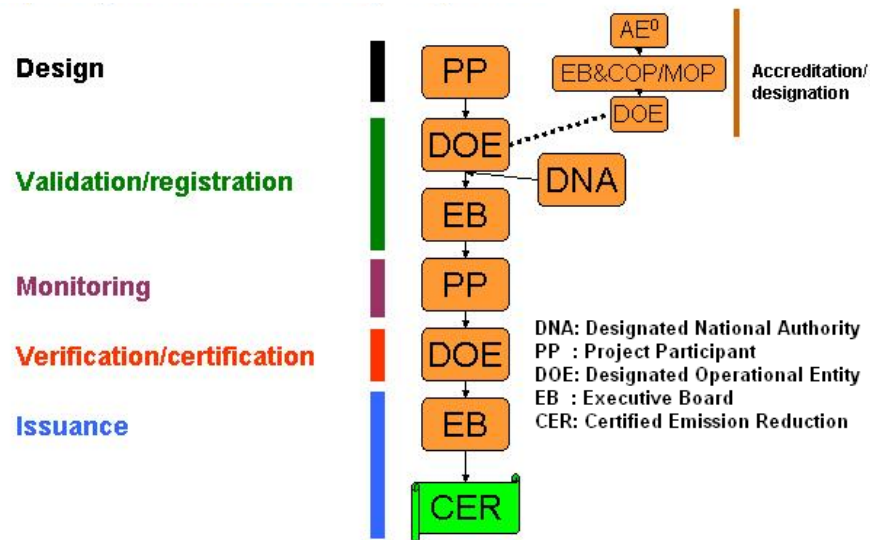 Design
PP
AE⁰
EB&COP/MOP
DOE
Accreditation/
designation
Validation/registration
DOE
DNA
EB
Monitoring
PP
Verification/certification
DOE
Issuance
EB
CER
DNA: Designated National Authority
PP : Project Participant
DOE: Designated Operational Entity
EB : Executive Board
CER: Certified Emission Reduction